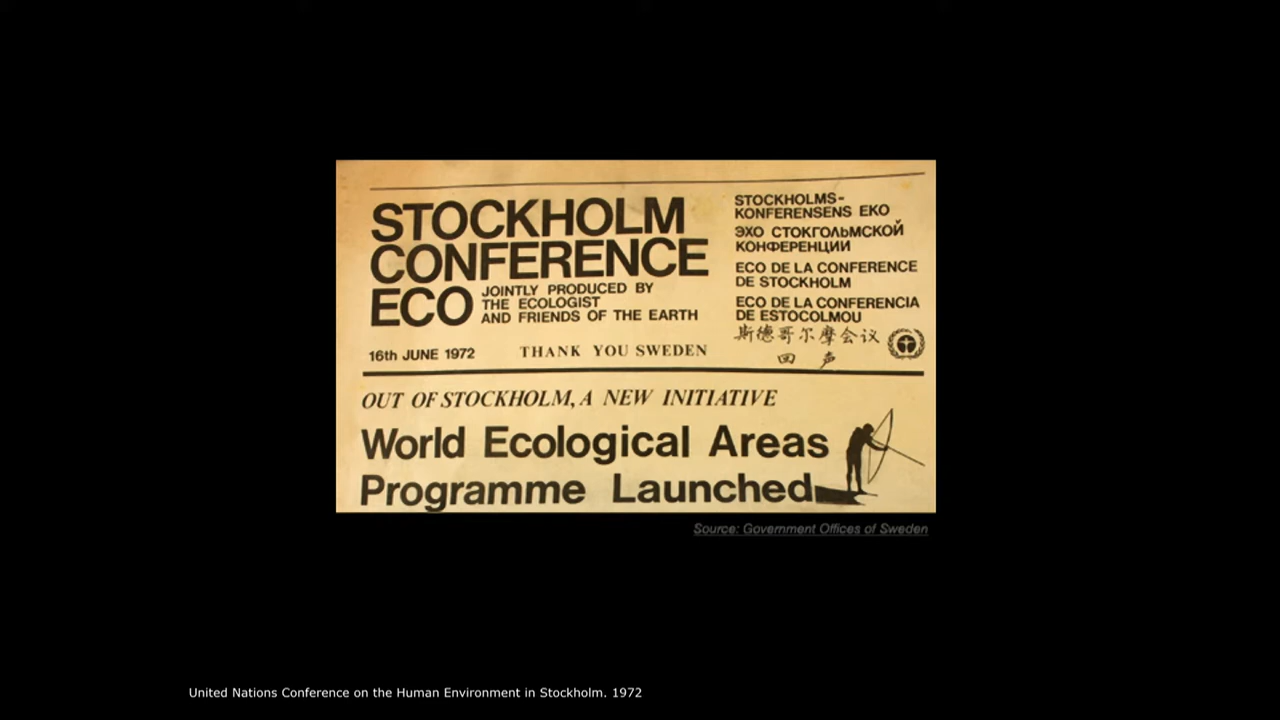 STOCKHOLM
CONFERENCE
ECO
JOINTLY PRODUCED BY
THE ECOLOGIST
AND FRIENDS OF THE EARTH
STOCKHOLMS-
KONFERENSENS EKO
ЭХО СТОКГОЛЬМСКОЙ
КОНФЕРЕНЦИИ
ECO DE LA CONFERENCE
DE STOCKHOLM
ECO DE LA CONFERENCIA
DE ESTOCOLMOU
斯德哥尔摩会议
回 声
16th JUNE 1972
THANK YOU SWEDEN
OUT OF STOCKHOLM, A NEW INITIATIVE
World Ecological Areas
Programme Launched
Source: Government Offices of Sweden
United Nations Conference on the Human Environment in Stockholm. 1972